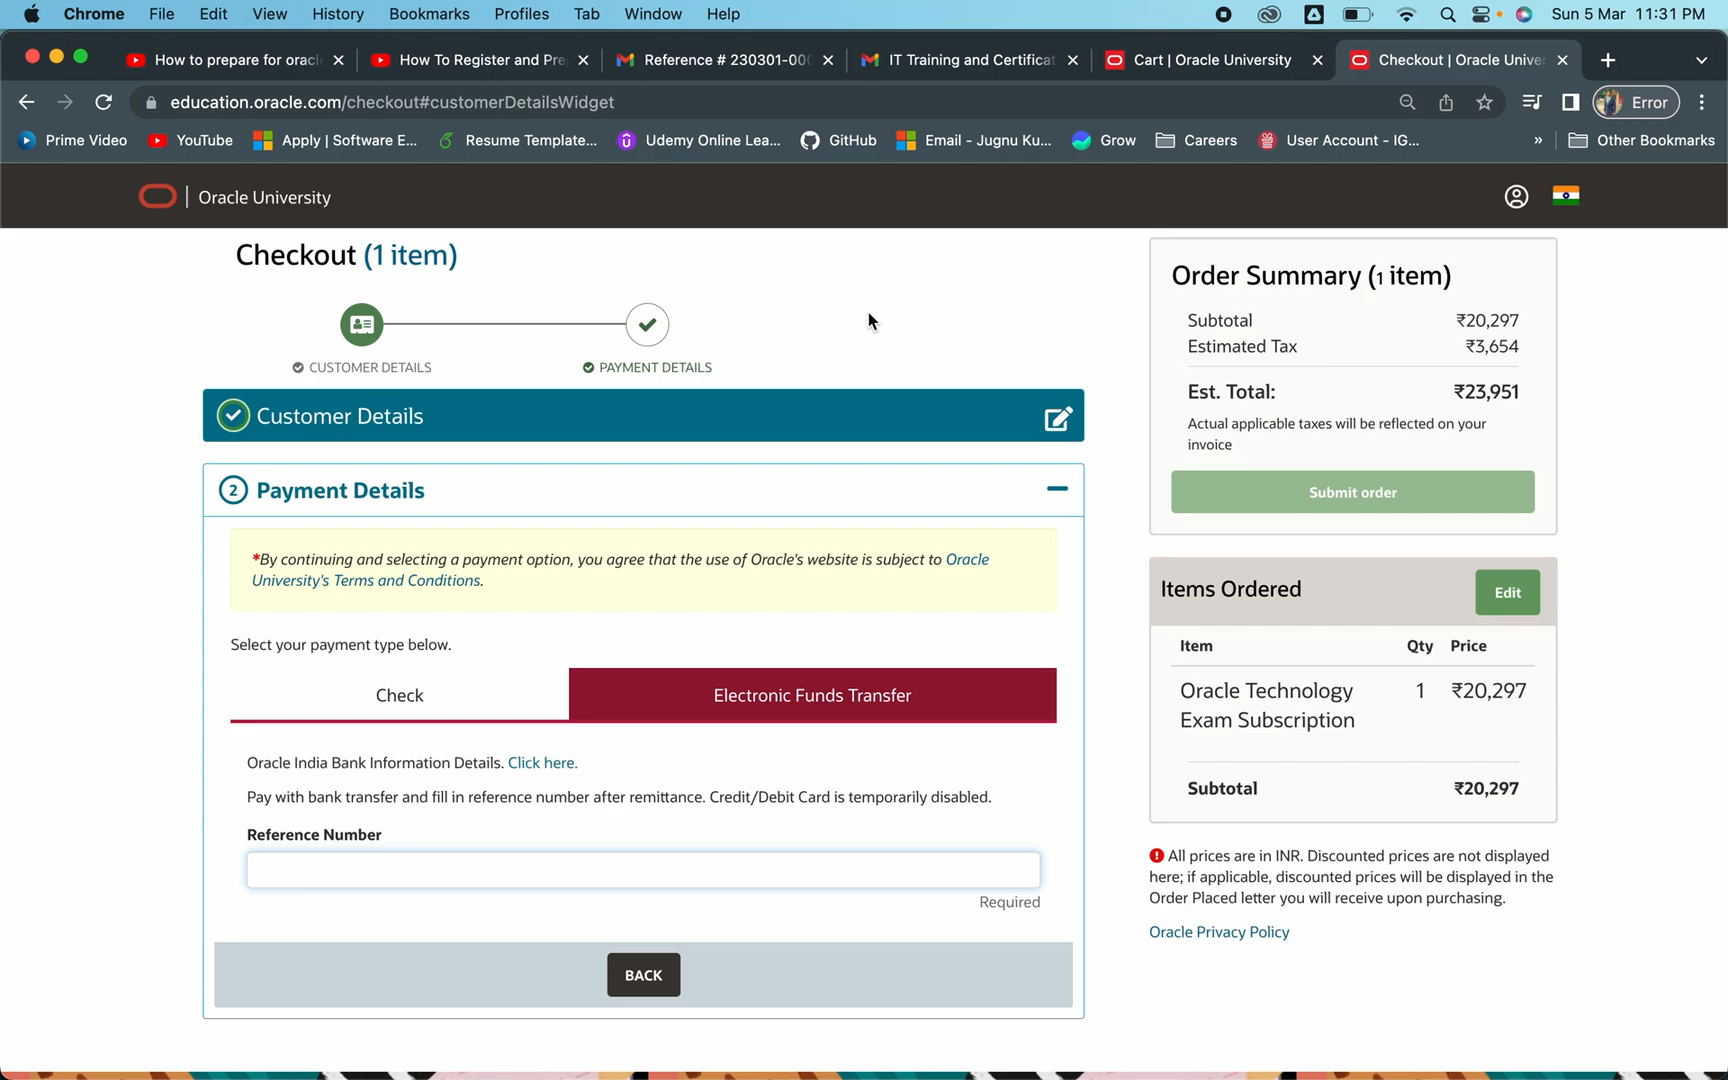 Chrome File Edit View History Bookmarks Profiles Tab Window Help Sun 5 Mar 11:31 PM
How to prepare for oracl How To Register and Pre Reference # 230301-000 IT Training and Certificat Cart | Oracle University Checkout | Oracle Univer
education.oracle.com/checkout#customerDetailsWidget Error
Prime Video YouTube Apply | Software E... Resume Template... Udemy Online Lea... GitHub Email - Jugnu Ku... Grow Careers User Account - IG... » Other Bookmarks
Oracle University
Checkout (1 item)
CUSTOMER DETAILS PAYMENT DETAILS
Customer Details
2 Payment Details
*By continuing and selecting a payment option, you agree that the use of Oracle's website is subject to Oracle
University's Terms and Conditions.
Select your payment type below.
Check Electronic Funds Transfer
Oracle India Bank Information Details. Click here.
Pay with bank transfer and fill in reference number after remittance. Credit/Debit Card is temporarily disabled.
Reference Number
Required
BACK
Order Summary (1 item)
Subtotal ₹20,297
Estimated Tax ₹3,654
Est. Total: ₹23,951
Actual applicable taxes will be reflected on your
invoice
Submit order
Items Ordered Edit
Item Qty Price
Oracle Technology 1 ₹20,297
Exam Subscription
Subtotal ₹20,297
All prices are in INR. Discounted prices are not displayed
here; if applicable, discounted prices will be displayed in the
Order Placed letter you will receive upon purchasing.
Oracle Privacy Policy